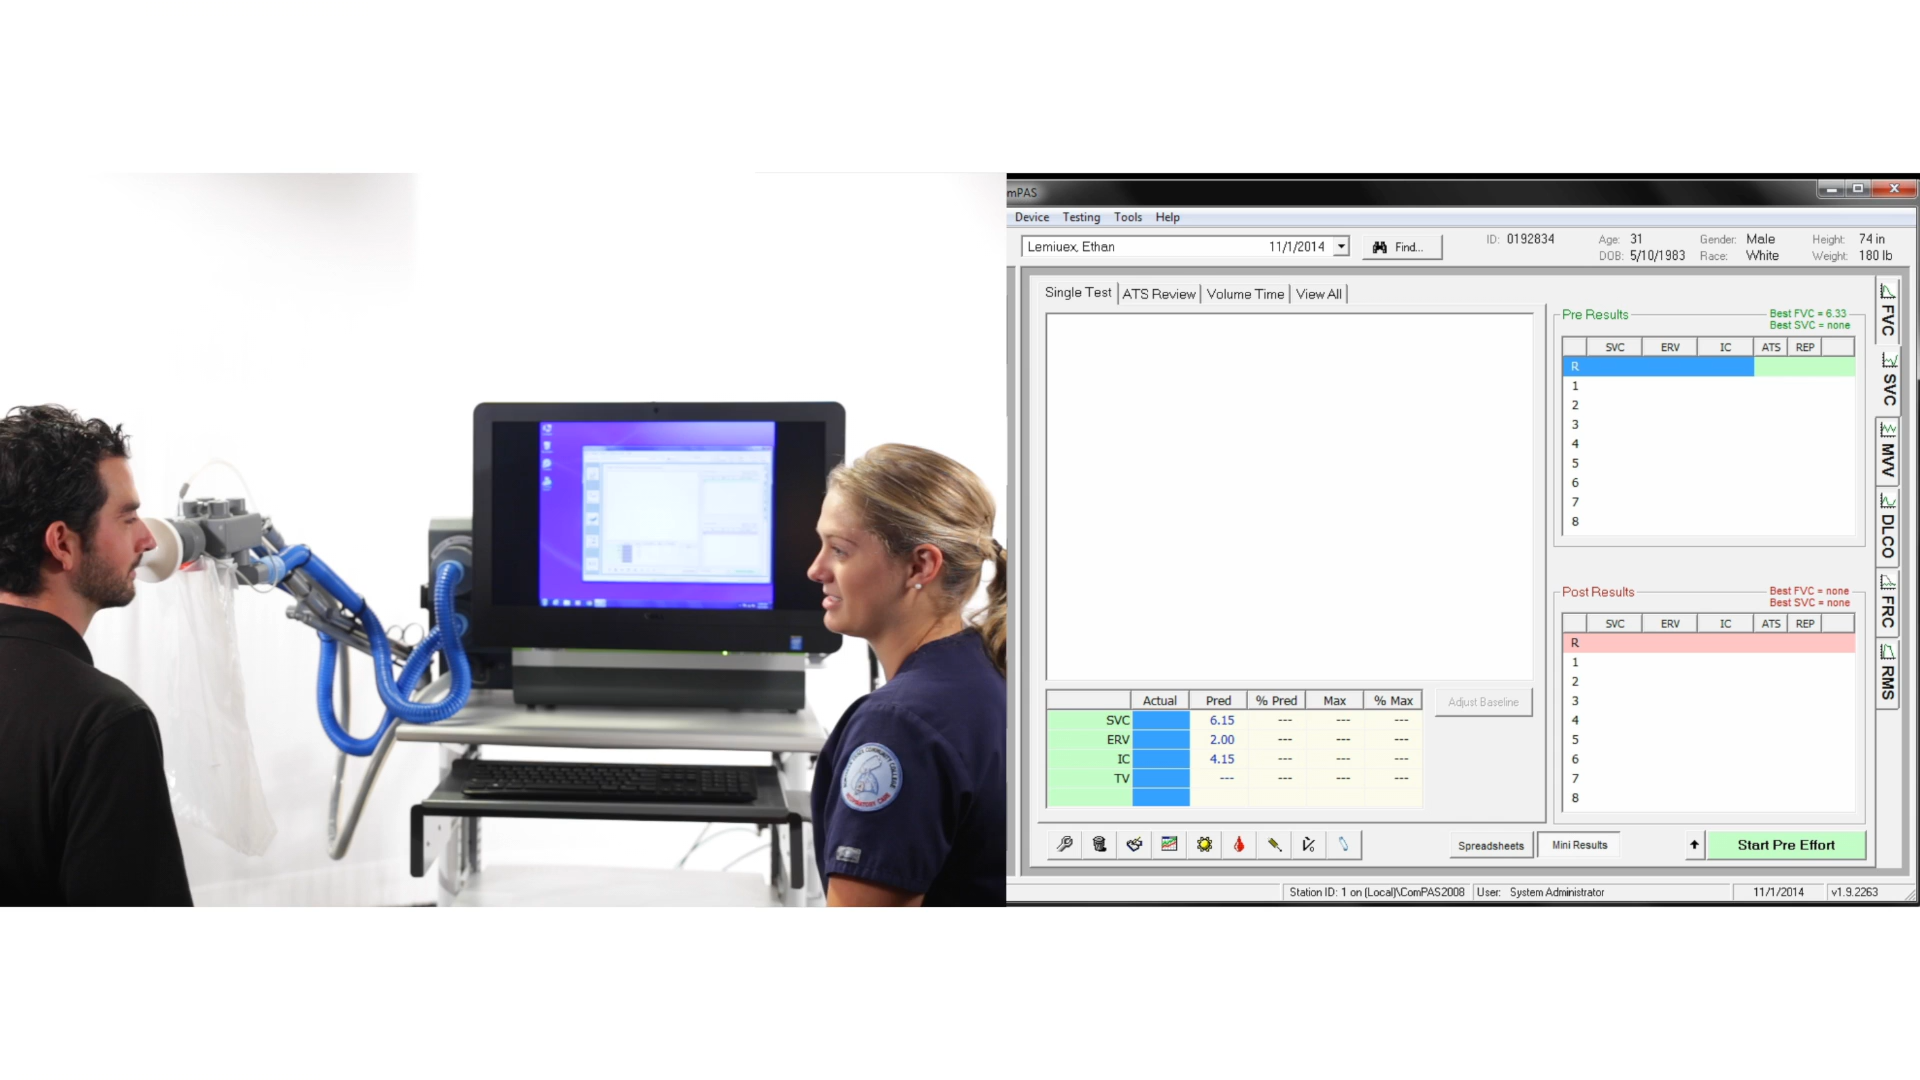 mPAS
Device Testing Tools Help
Lemiuex, Ethan 11/1/2014 Find... ID: 0192834 Age: 31 Gender: Male Height: 74 in
DOB: 5/10/1983 Race: White Weight: 180 lb
Single Test ATS Review Volume Time View All
Pre Results Best FVC = 6.33
Best SVC = none
SVC ERV IC ATS REP
R
1
2
3
4
5
6
7
8
Post Results Best FVC = none
Best SVC = none
SVC ERV IC ATS REP
R
1
2
3
4
5
6
7
8
FVC
SVC
MVV
DLCO
FRC
RMS
Actual Pred % Pred Max % Max
SVC 6.15 --- --- ---
ERV 2.00 --- --- ---
IC 4.15 --- --- ---
TV --- --- --- ---
Adjust Baseline
Spreadsheets Mini Results Start Pre Effort
Station ID: 1 on (Local)\ComPAS2008 User: System Administrator 11/1/2014 v1.9.2263
COMMUNITY COLLEGE
RESPIRATORY CARE